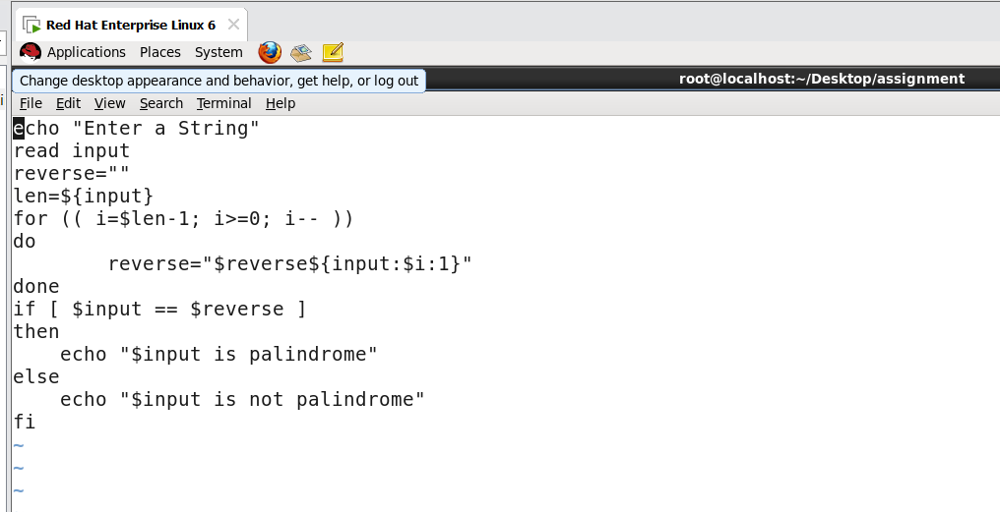 Red Hat Enterprise Linux 6
Applications Places System
Change desktop appearance and behavior, get help, or log out
root@localhost:~/Desktop/assignment
File Edit View Search Terminal Help
echo "Enter a String"
read input
reverse=""
len=${input}
for (( i=$len-1; i>=0; i-- ))
do
        reverse="$reverse${input:$i:1}"
done
if [ $input == $reverse ]
then
    echo "$input is palindrome"
else
    echo "$input is not palindrome"
fi
~
~
~